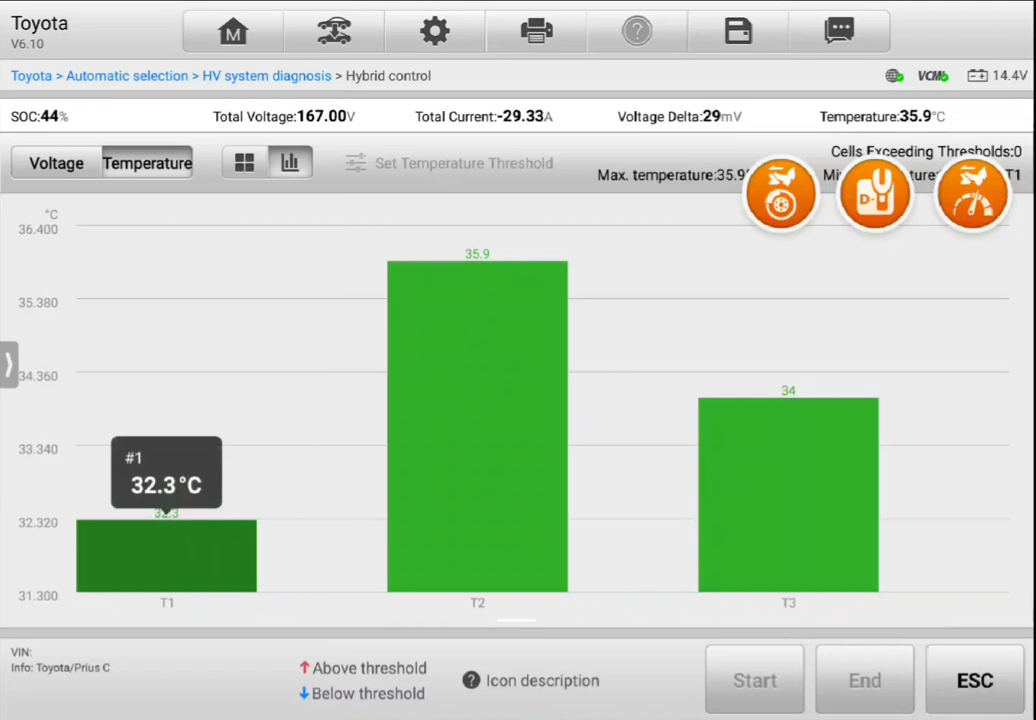 Toyota
V6.10
M
?
Toyota > Automatic selection > HV system diagnosis > Hybrid control
VCMI
14.4V
SOC:44%
Total Voltage:167.00V
Total Current:-29.33A
Voltage Delta:29mV
Temperature:35.9°C
Voltage
Temperature
Set Temperature Threshold
Cells Exceeding Thresholds:0
Max. temperature:35.9
T1
D-
°C
36.400
35.380
34.360
33.340
32.320
31.300
35.9
34
#1
32.3°C
32.3
T1
T2
T3
VIN:
Info: Toyota/Prius C
Above threshold
Below threshold
? Icon description
Start
End
ESC